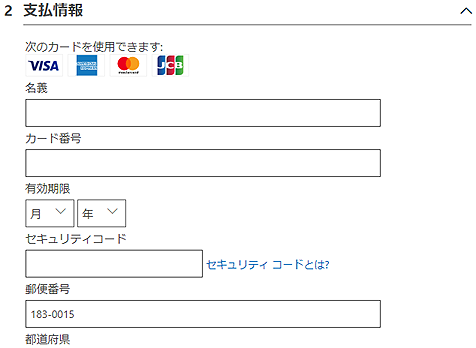 2 支払情報
次のカードを使用できます:
VISA AMERICAN EXPRESS mastercard JCB
名義
カード番号
有効期限
月 年
セキュリティコード
セキュリティ コードとは?
郵便番号
183-0015
都道府県